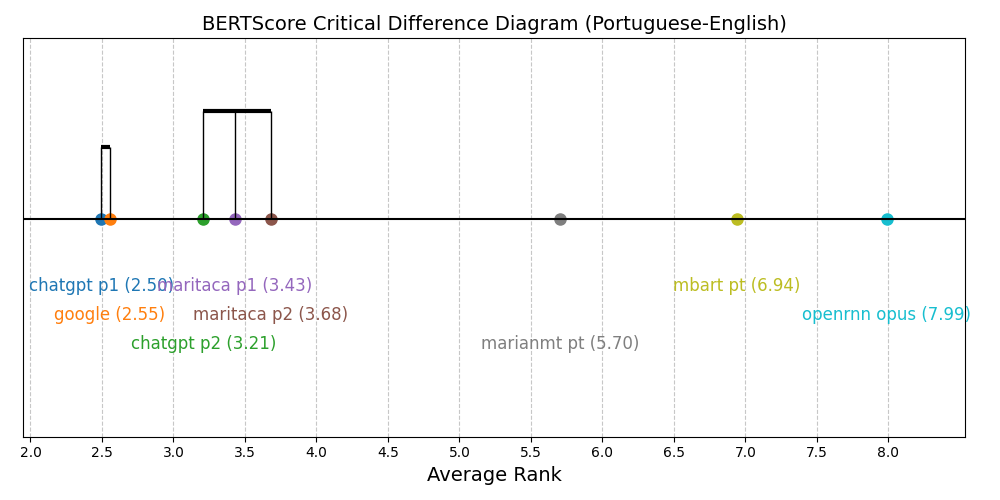 BERTScore Critical Difference Diagram (Portuguese-English)
chatgpt p1 (2.50) maritaca p1 (3.43) mbart pt (6.94)
google (2.55) maritaca p2 (3.68) openrnn opus (7.99)
chatgpt p2 (3.21) marianmt pt (5.70)
2.0 2.5 3.0 3.5 4.0 4.5 5.0 5.5 6.0 6.5 7.0 7.5 8.0
Average Rank